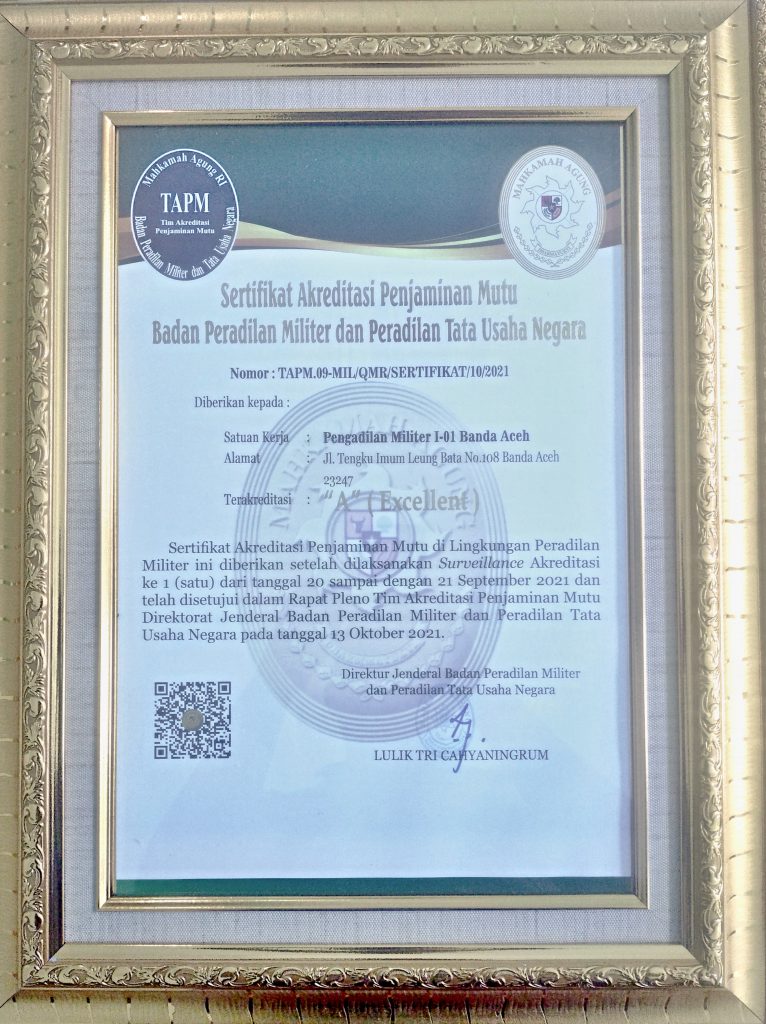 Mahkamah Agung RI
TAPM
Tim Akreditasi
Penjaminan Mutu
Badan Peradilan Militer dan Tata Usaha Negara
MAHKAMAH AGUNG
Sertifikat Akreditasi Penjaminan Mutu
Badan Peradilan Militer dan Peradilan Tata Usaha Negara
Nomor : TAPM.09-MIL/QMR/SERTIFIKAT/10/2021
Diberikan kepada :
Satuan Kerja : Pengadilan Militer I-01 Banda Aceh
Alamat : Jl. Tengku Imum Leung Bata No.108 Banda Aceh
23247
Terakreditasi : “A” ( Excellent )
Sertifikat Akreditasi Penjaminan Mutu di Lingkungan Peradilan
Militer ini diberikan setelah dilaksanakan Surveillance Akreditasi
ke 1 (satu) dari tanggal 20 sampai dengan 21 September 2021 dan
telah disetujui dalam Rapat Pleno Tim Akreditasi Penjaminan Mutu
Direktorat Jenderal Badan Peradilan Militer dan Peradilan Tata
Usaha Negara pada tanggal 13 Oktober 2021.
Direktur Jenderal Badan Peradilan Militer
dan Peradilan Tata Usaha Negara
LULIK TRI CAHYANINGRUM